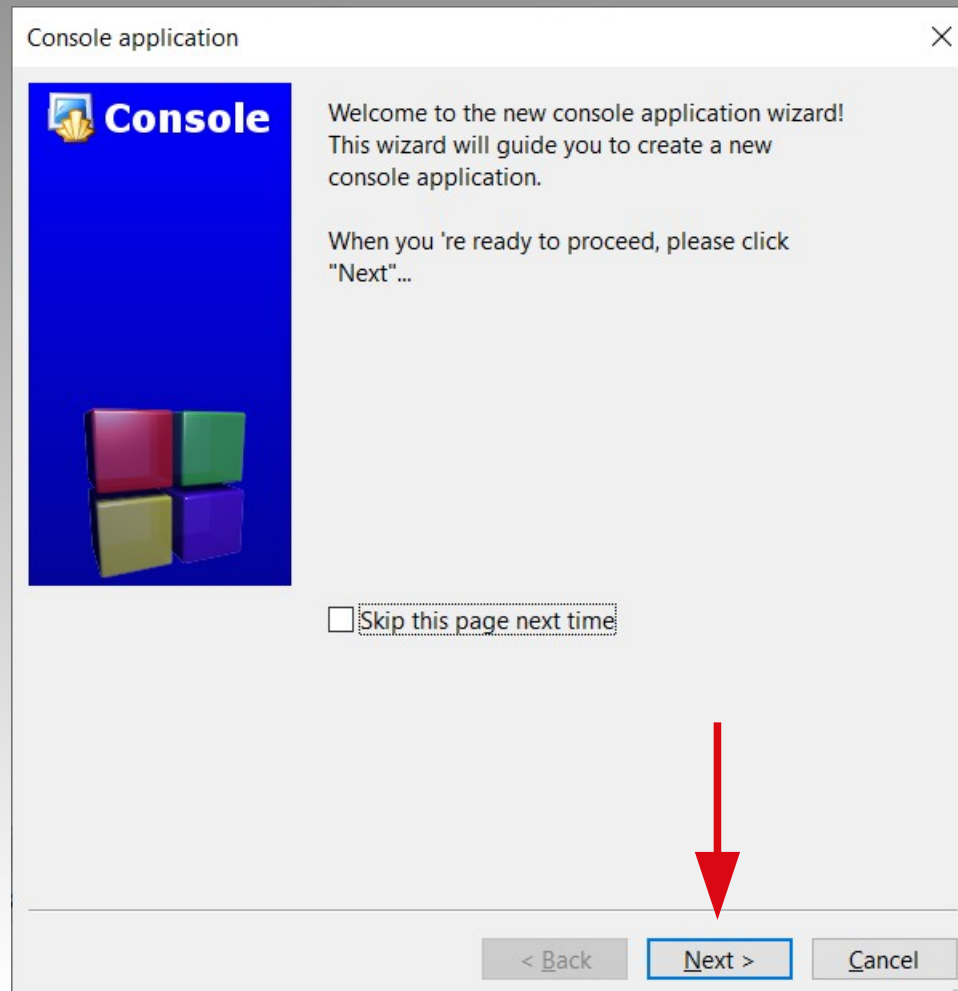 Console application
Console
Welcome to the new console application wizard!
This wizard will guide you to create a new
console application.
When you 're ready to proceed, please click
"Next"...
Skip this page next time
< Back
Next >
Cancel